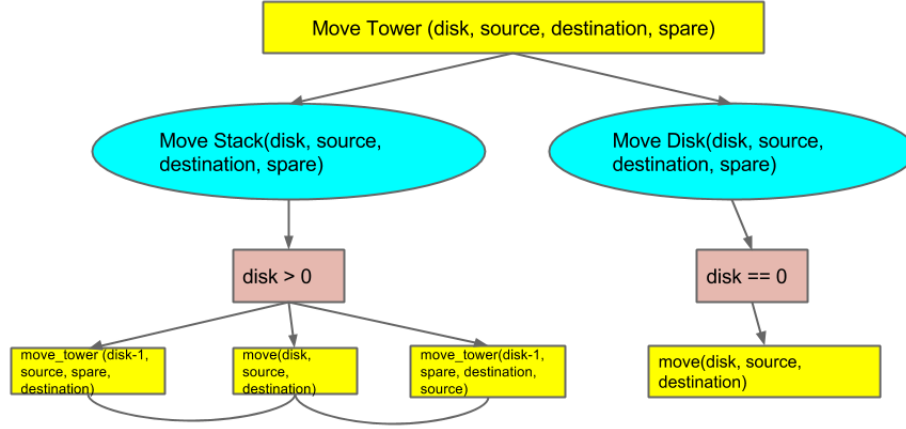 Move Tower (disk, source, destination, spare)
Move Stack(disk, source,
destination, spare)
Move Disk(disk, source,
destination, spare)
disk > 0
disk == 0
move_tower (disk-1,
source, spare,
destination)
move(disk,
source,
destination)
move_tower(disk-1,
spare, destination,
source)
move(disk, source,
destination)